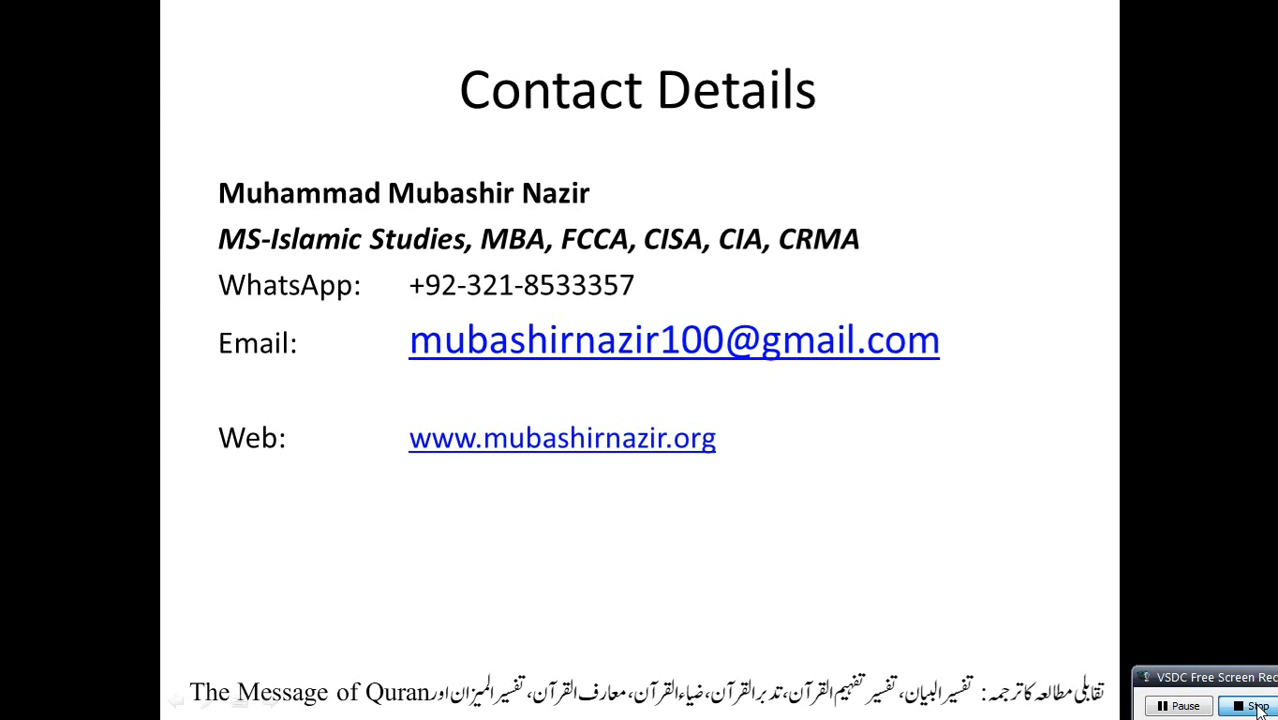 Contact Details
Muhammad Mubashir Nazir
MS-Islamic Studies, MBA, FCCA, CISA, CIA, CRMA
WhatsApp: +92-321-8533357
Email: mubashirnazir100@gmail.com
Web: www.mubashirnazir.org
تقابلی مطالعہ کا ترجمہ: تفسیر البیان، تفسیر تفہیم القرآن، تدبر القرآن، ضیاء القرآن، معارف القرآن، تفسیر المیزان اور The Message of Quran
VSDC Free Screen Rec
Pause Stop